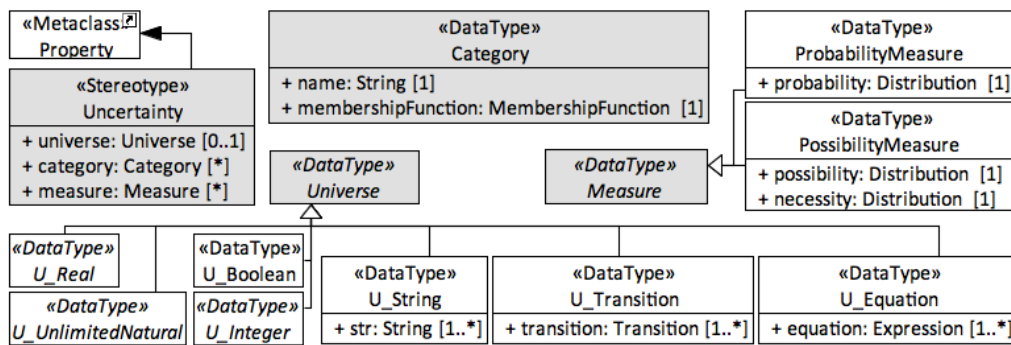 «Metaclass
Property
«Stereotype»
Uncertainty
+ universe: Universe [0..1]
+ category: Category [*]
+ measure: Measure [*]
«DataType»
Category
+ name: String [1]
+ membershipFunction: MembershipFunction [1]
«DataType»
ProbabilityMeasure
+ probability: Distribution [1]
«DataType»
PossibilityMeasure
+ possibility: Distribution [1]
+ necessity: Distribution [1]
«DataType»
Universe
«DataType»
Measure
«DataType»
U_Real
«DataType»
U_UnlimitedNatural
«DataType»
U_Boolean
«DataType»
U_Integer
«DataType»
U_String
+ str: String [1..*]
«DataType»
U_Transition
+ transition: Transition [1..*]
«DataType»
U_Equation
+ equation: Expression [1..*]